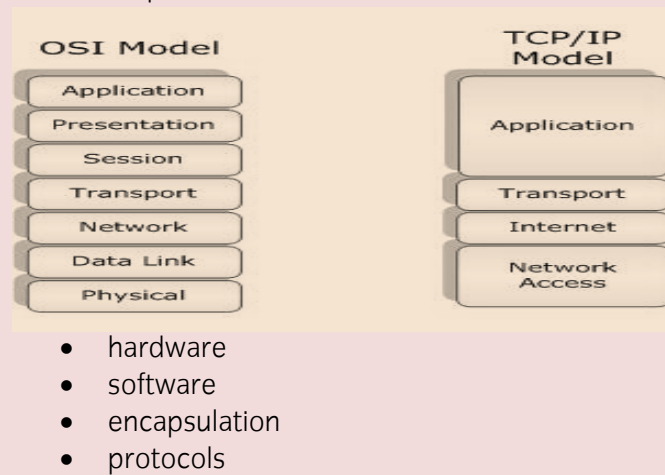 OSI Model
Application
Presentation
Session
Transport
Network
Data Link
Physical
TCP/IP
Model
Application
Transport
Internet
Network
Access
• hardware
• software
• encapsulation
• protocols